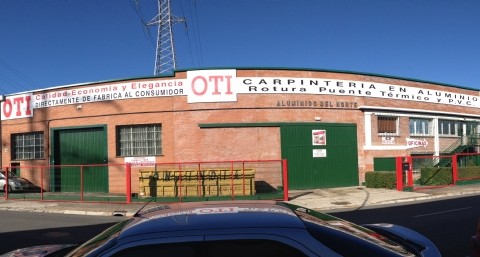 OTI
Calidad Economía y Elegancia
DIRECTAMENTE DE FABRICA AL CONSUMIDOR
OTI
CARPINTERIA EN ALUMINIO
Rotura Puente Térmico y P.V.C
ALUMINIOS DEL NORTE
OFICINAS